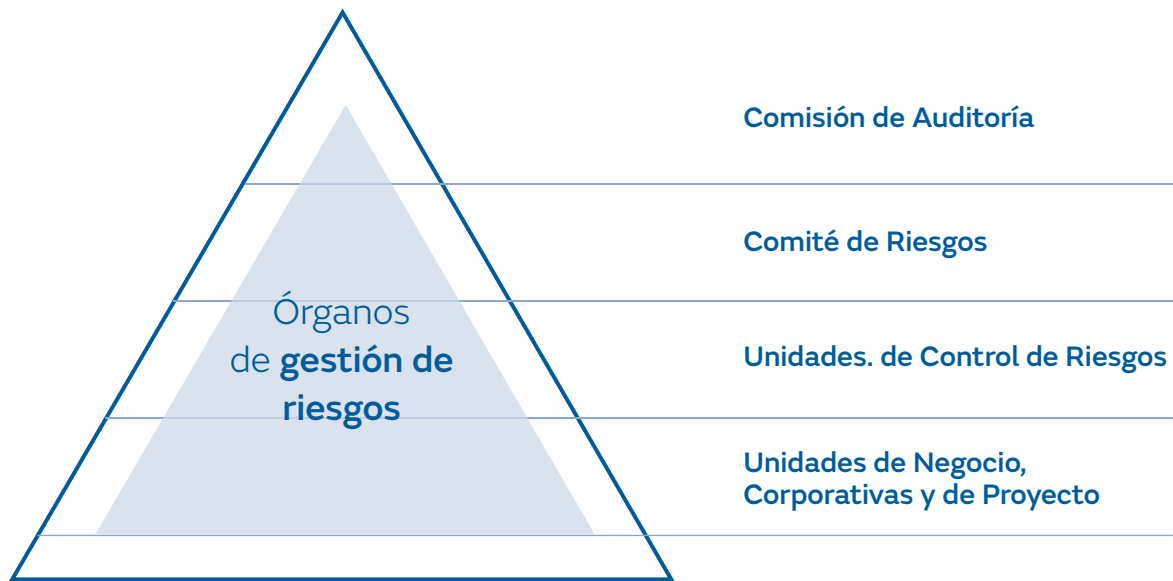 Comisión de Auditoría
Comité de Riesgos
Órganos
de gestión de
riesgos
Unidades. de Control de Riesgos
Unidades de Negocio,
Corporativas y de Proyecto